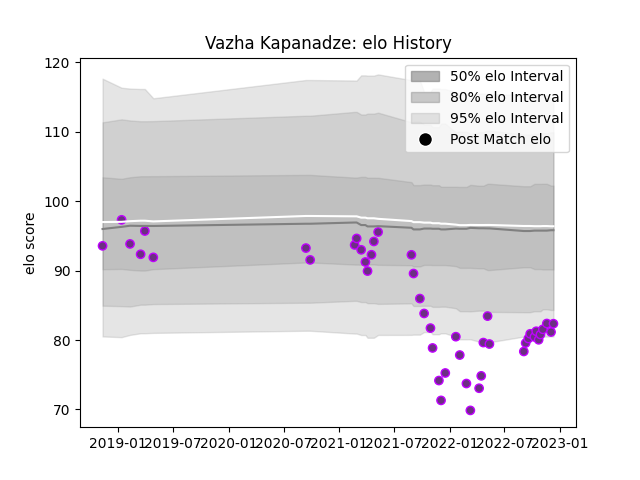 Vazha Kapanadze: elo History
120
110
100
90
80
70
elo score
50% elo Interval
80% elo Interval
95% elo Interval
Post Match elo
2019-01 2019-07 2020-01 2020-07 2021-01 2021-07 2022-01 2022-07 2023-01